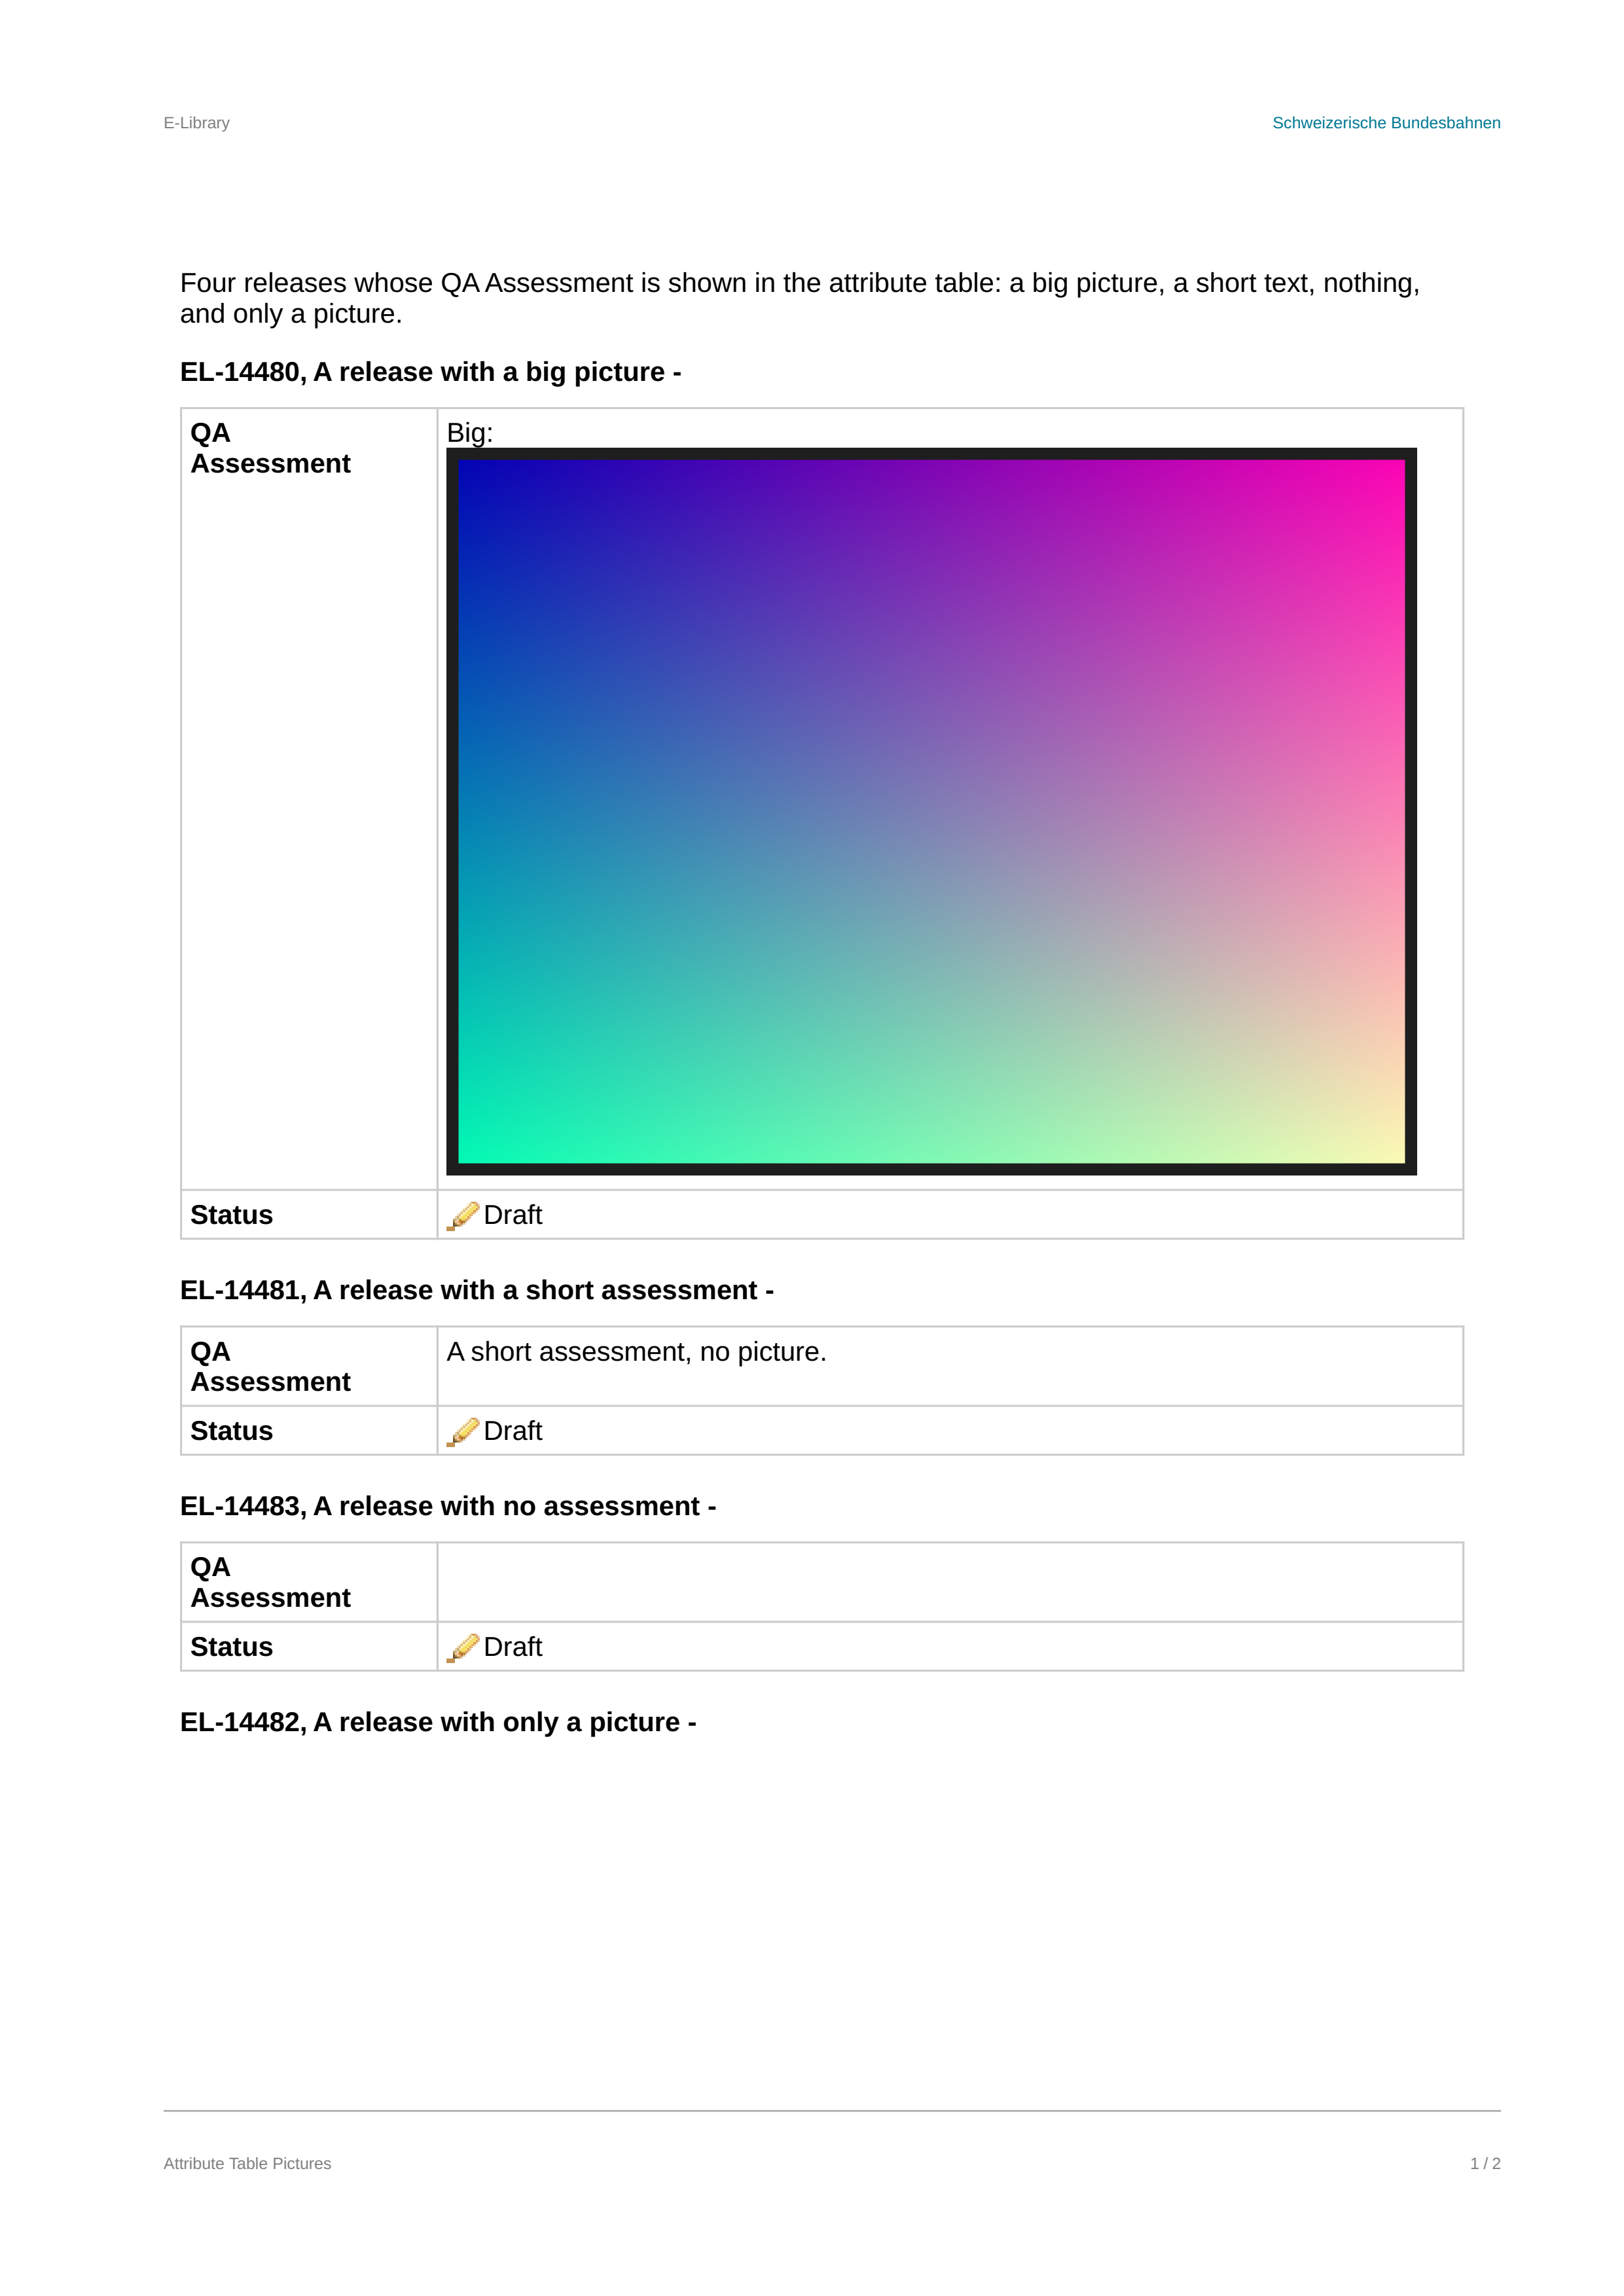 E-Library
Schweizerische Bundesbahnen
Four releases whose QA Assessment is shown in the attribute table: a big picture, a short text, nothing,
and only a picture.
EL-14480, A release with a big picture -
QA
Assessment
Big:
Status
Draft
EL-14481, A release with a short assessment -
QA
Assessment
A short assessment, no picture.
Status
Draft
EL-14483, A release with no assessment -
QA
Assessment
Status
Draft
EL-14482, A release with only a picture -
Attribute Table Pictures
1 / 2